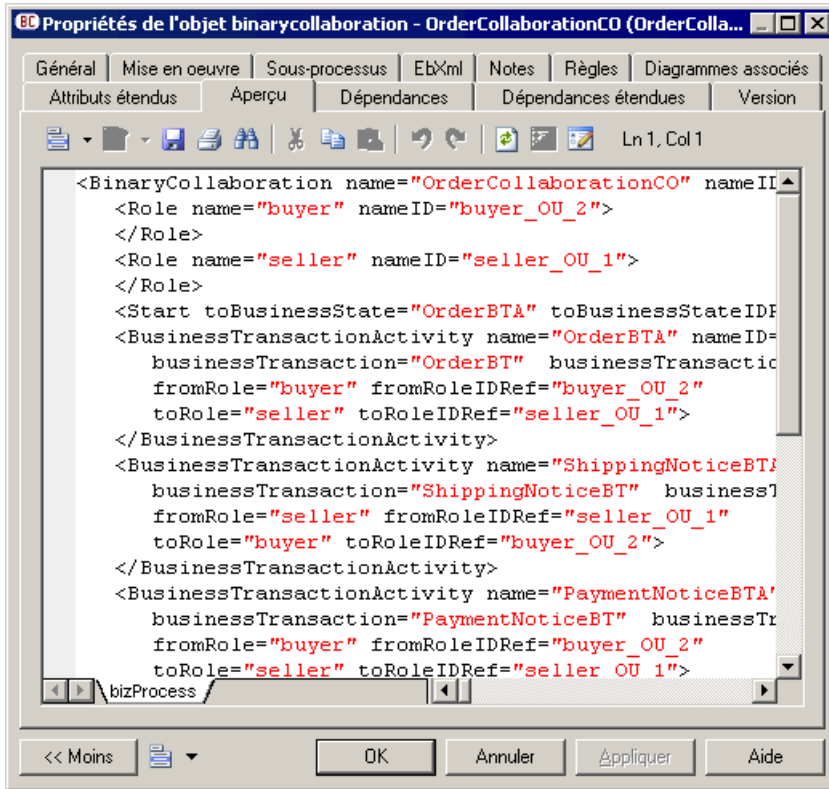 BC Propriétés de l'objet binarycollaboration - OrderCollaborationCO (OrderColla...
Général Mise en oeuvre Sous-processus EbXml Notes Règles Diagrammes associés
Attributs étendus Aperçu Dépendances Dépendances étendues Version
Ln 1, Col 1
<BinaryCollaboration name="OrderCollaborationCO" nameID
<Role name="buyer" nameID="buyer_OU_2">
</Role>
<Role name="seller" nameID="seller_OU_1">
</Role>
<Start toBusinessState="OrderBTA" toBusinessStateIDR
<BusinessTransactionActivity name="OrderBTA" nameID=
businessTransaction="OrderBT" businessTransactio
fromRole="buyer" fromRoleIDRef="buyer_OU_2"
toRole="seller" toRoleIDRef="seller_OU_1">
</BusinessTransactionActivity>
<BusinessTransactionActivity name="ShippingNoticeBTA
businessTransaction="ShippingNoticeBT" businessT
fromRole="seller" fromRoleIDRef="seller_OU_1"
toRole="buyer" toRoleIDRef="buyer_OU_2">
</BusinessTransactionActivity>
<BusinessTransactionActivity name="PaymentNoticeBTA"
businessTransaction="PaymentNoticeBT" businessTr
fromRole="buyer" fromRoleIDRef="buyer_OU_2"
toRole="seller" toRoleIDRef="seller_OU_1">
bizProcess
<< Moins OK Annuler Appliquer Aide